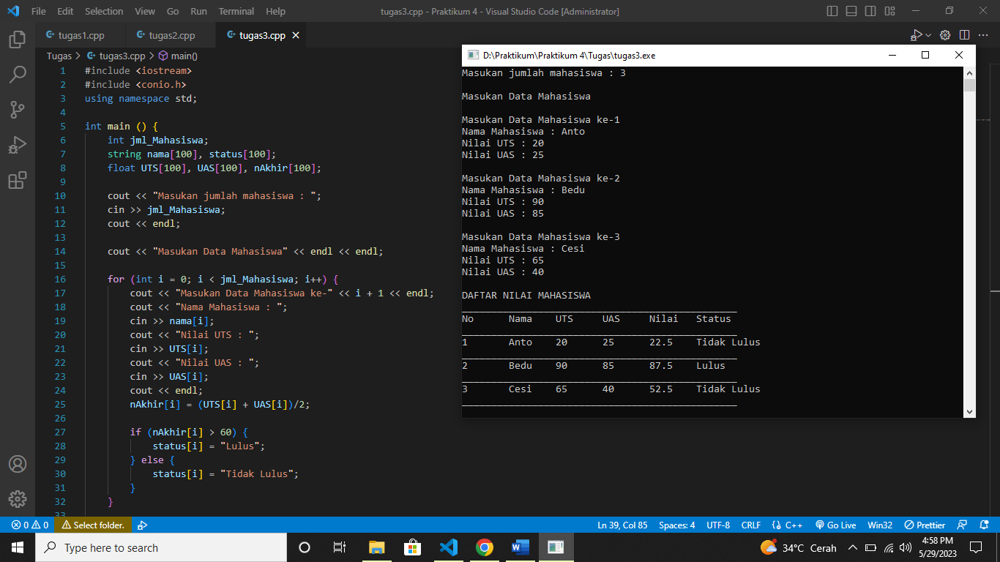 File Edit Selection View Go Run Terminal Help tugas3.cpp - Praktikum 4 - Visual Studio Code [Administrator]
tugas1.cpp tugas2.cpp tugas3.cpp
Tugas > tugas3.cpp > main()
1 #include <iostream>
2 #include <conio.h>
3 using namespace std;
4
5 int main () {
6 int jml_Mahasiswa;
7 string nama[100], status[100];
8 float UTS[100], UAS[100], nAkhir[100];
9
10 cout << "Masukan jumlah mahasiswa : ";
11 cin >> jml_Mahasiswa;
12 cout << endl;
13
14 cout << "Masukan Data Mahasiswa" << endl << endl;
15
16 for (int i = 0; i < jml_Mahasiswa; i++) {
17 cout << "Masukan Data Mahasiswa ke-" << i + 1 << endl;
18 cout << "Nama Mahasiswa : ";
19 cin >> nama[i];
20 cout << "Nilai UTS : ";
21 cin >> UTS[i];
22 cout << "Nilai UAS : ";
23 cin >> UAS[i];
24 cout << endl;
25 nAkhir[i] = (UTS[i] + UAS[i])/2;
26
27 if (nAkhir[i] > 60) {
28 status[i] = "Lulus";
29 } else {
30 status[i] = "Tidak Lulus";
31 }
32 }
33
D:\Praktikum\Praktikum 4\Tugas\tugas3.exe
Masukan jumlah mahasiswa : 3
Masukan Data Mahasiswa
Masukan Data Mahasiswa ke-1
Nama Mahasiswa : Anto
Nilai UTS : 20
Nilai UAS : 25
Masukan Data Mahasiswa ke-2
Nama Mahasiswa : Bedu
Nilai UTS : 90
Nilai UAS : 85
Masukan Data Mahasiswa ke-3
Nama Mahasiswa : Cesi
Nilai UTS : 65
Nilai UAS : 40
DAFTAR NILAI MAHASISWA
No Nama UTS UAS Nilai Status
1 Anto 20 25 22.5 Tidak Lulus
2 Bedu 90 85 87.5 Lulus
3 Cesi 65 40 52.5 Tidak Lulus
0 0 Select folder. Ln 39, Col 85 Spaces: 4 UTF-8 CRLF {} C++ Go Live Win32 Prettier
Type here to search 34°C Cerah 4:58 PM
5/29/2023